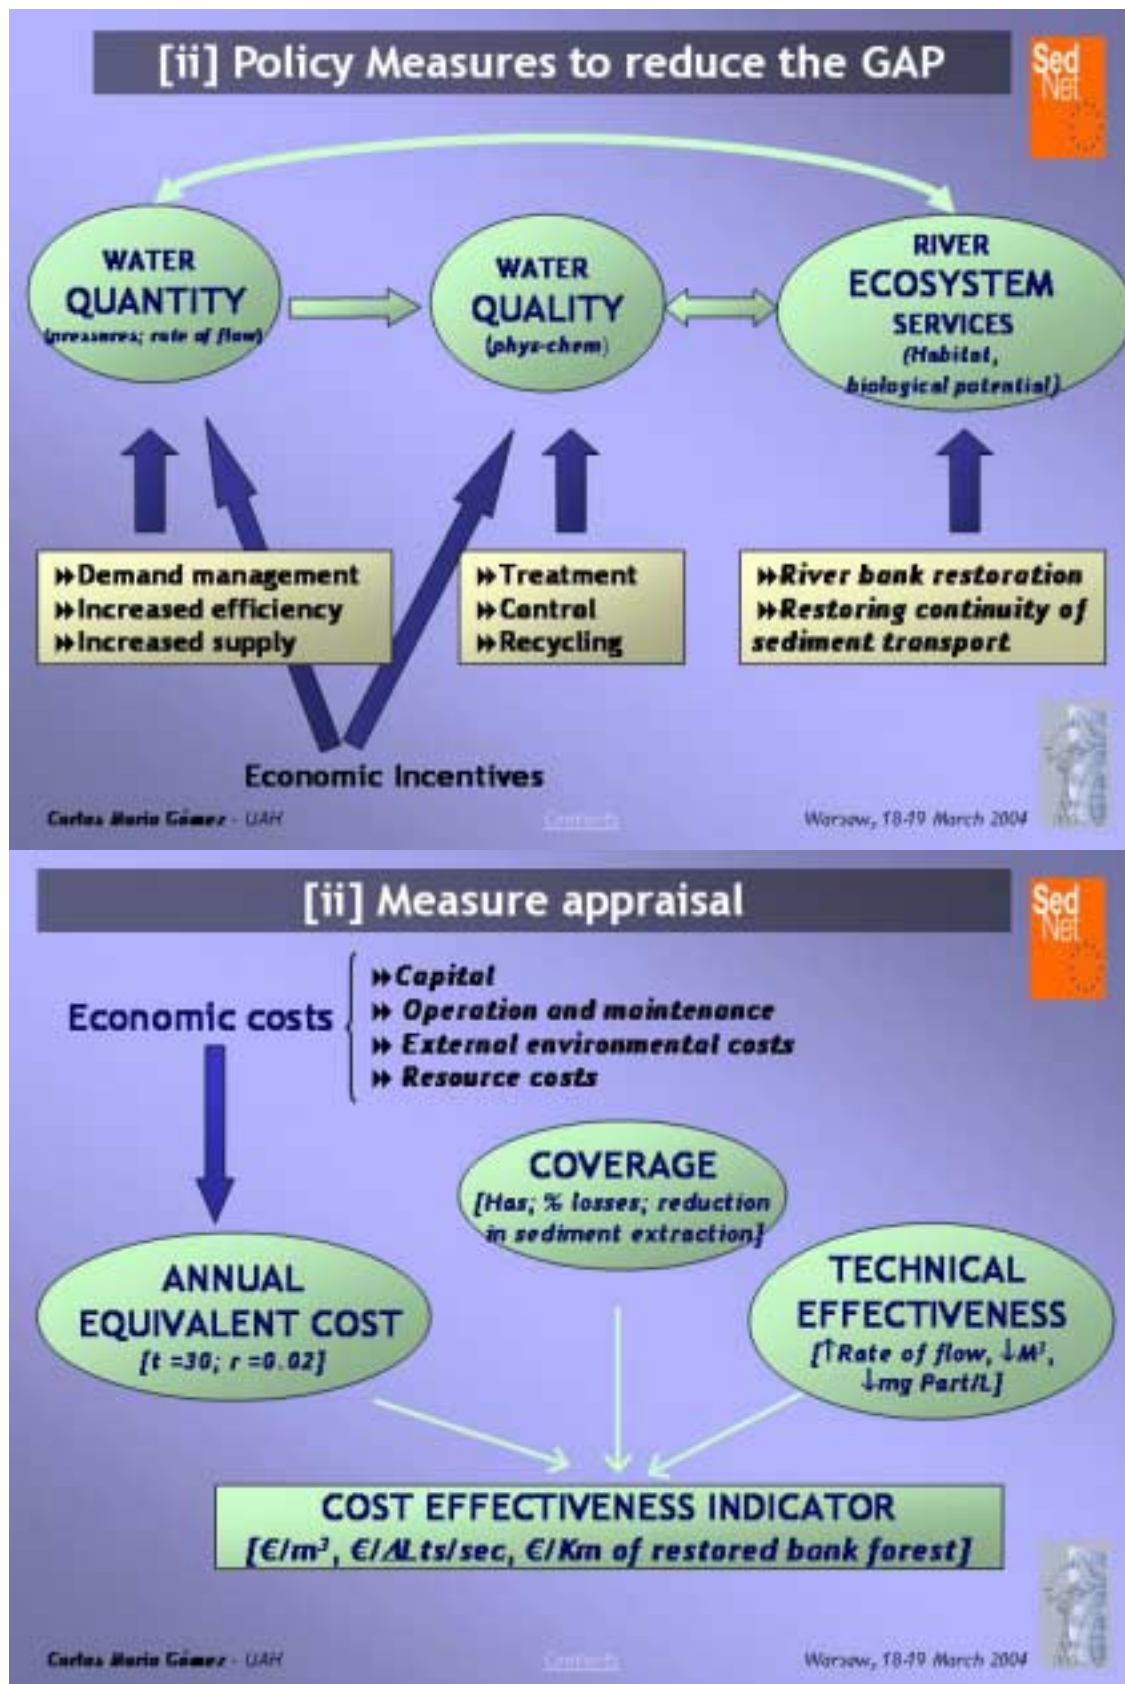 [ii] Policy Measures to reduce the GAP
Sed
Net
WATER
QUANTITY
(pressures; rate of flow)
WATER
QUALITY
(phys-chem)
RIVER
ECOSYSTEM
SERVICES
(Habitat,
biological potential)
Demand management
Increased efficiency
Increased supply
Treatment
Control
Recycling
River bank restoration
Restoring continuity of
sediment transport
Economic Incentives
Carlos Mario Gómez - UAH
Contents
Warsaw, 18-19 March 2004
[ii] Measure appraisal
Sed
Net
Economic costs
Capital
Operation and maintenance
External environmental costs
Resource costs
COVERAGE
[Has; % losses; reduction
in sediment extraction]
ANNUAL
EQUIVALENT COST
[t =30; r =0.02]
TECHNICAL
EFFECTIVENESS
[↑Rate of flow, ↓M³,
↓mg Part/L]
COST EFFECTIVENESS INDICATOR
[€/m³, €/ΔLts/sec, €/Km of restored bank forest]
Carlos Mario Gómez - UAH
Contents
Warsaw, 18-19 March 2004